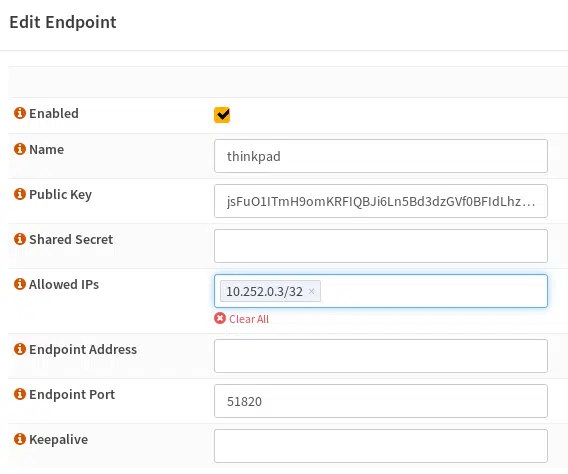 Edit Endpoint
Enabled
Name
thinkpad
Public Key
jsFuO1ITmH9omKRFIQBJi6Ln5Bd3dzGVf0BFIdLhz...
Shared Secret
Allowed IPs
10.252.0.3/32 ×
Clear All
Endpoint Address
Endpoint Port
51820
Keepalive